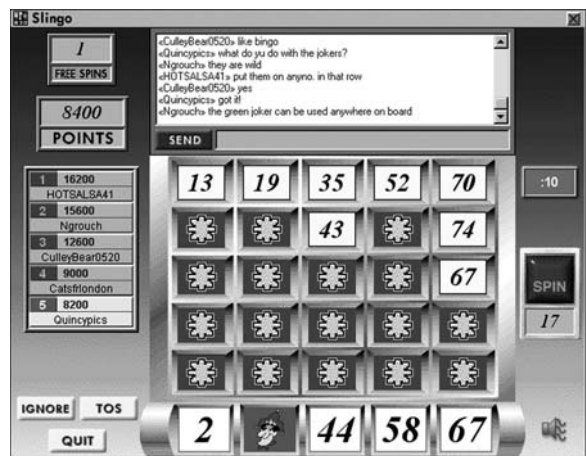 Slingo
1
FREE SPINS
8400
POINTS
‹CulleyBear0520› like bingo
‹Quincypics› what do yu do with the jokers?
‹Ngrouch› they are wild
‹HOTSALSA41› put them on anyno. in that row
‹CulleyBear0520› yes
‹Quincypics› got it!
‹Ngrouch› the green joker can be used anywhere on board
SEND
1 16200
HOTSALSA41
2 15600
Ngrouch
3 12600
CulleyBear0520
4 9000
Catsfrlondon
5 8200
Quincypics
13 19 35 52 70
43 74
67
2 44 58 67
:10
SPIN
17
IGNORE TOS
QUIT